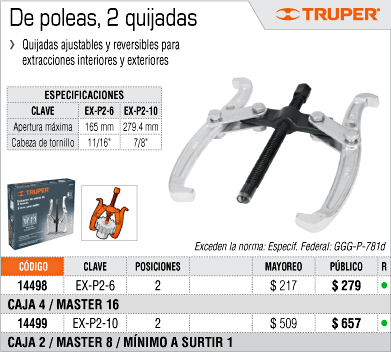 De poleas, 2 quijadas
TRUPER®
› Quijadas ajustables y reversibles para
extracciones interiores y exteriores
ESPECIFICACIONES
CLAVE EX-P2-6 EX-P2-10
Apertura máxima 165 mm 279.4 mm
Cabeza de tornillo 11/16" 7/8"
TRUPER
Exceden la norma: Especif. Federal: GGG-P-781d
CÓDIGO CLAVE POSICIONES MAYOREO PÚBLICO R
14498 EX-P2-6 2 $ 217 $ 279
CAJA 4 / MASTER 16
14499 EX-P2-10 2 $ 509 $ 657
CAJA 2 / MASTER 8 / MÍNIMO A SURTIR 1